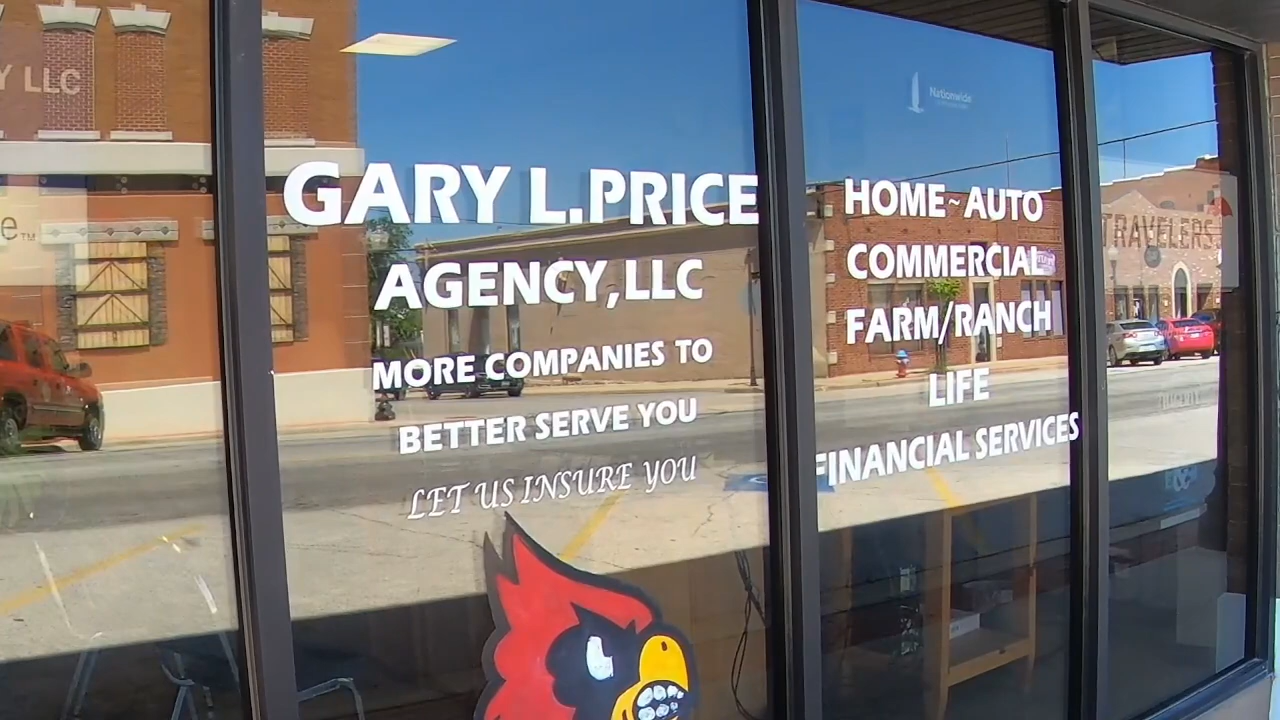 Y LLC
e™
GARY L.PRICE
AGENCY,LLC
MORE COMPANIES TO
BETTER SERVE YOU
LET US INSURE YOU
Nationwide
HOME~AUTO
COMMERCIAL
FARM/RANCH
LIFE
FINANCIAL SERVICES
TRAVELERS